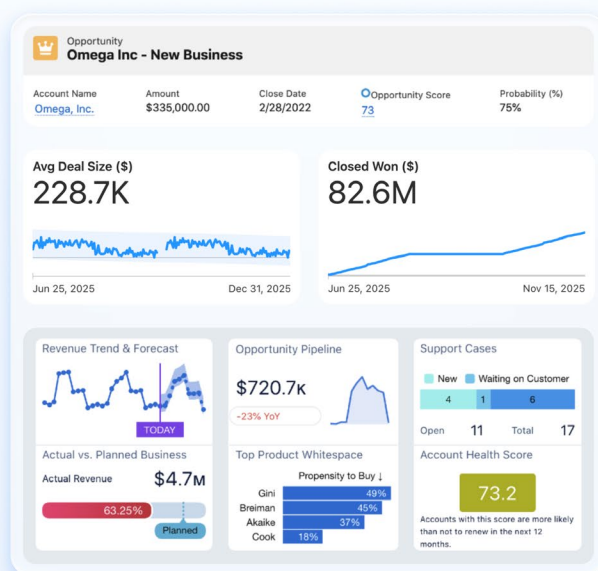 Opportunity
Omega Inc - New Business
Account Name
Amount
Close Date
Opportunity Score
Probability (%)
Omega, Inc.
$335,000.00
2/28/2022
73
75%
Avg Deal Size ($)
228.7K
Jun 25, 2025
Dec 31, 2025
Closed Won ($)
82.6M
Jun 25, 2025
Nov 15, 2025
Revenue Trend & Forecast
TODAY
Opportunity Pipeline
$720.7K
-23% YoY
Support Cases
New
Waiting on Customer
4 1 6
Open 11 Total 17
Actual vs. Planned Business
Actual Revenue $4.7M
63.25%
Planned
Top Product Whitespace
Propensity to Buy ↓
Gini 49%
Breiman 45%
Akaike 37%
Cook 18%
Account Health Score
73.2
Accounts with this score are more likely
than not to renew in the next 12
months.